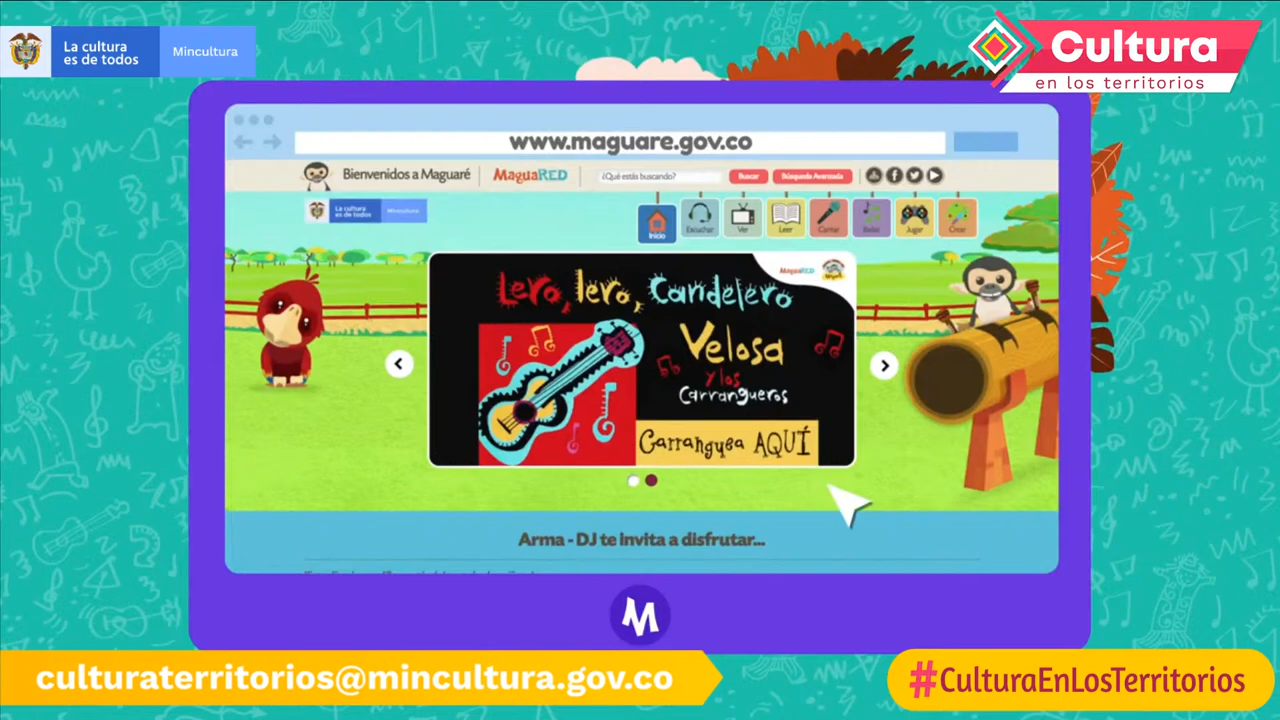 La cultura
es de todos
Mincultura
Cultura
en los territorios
www.maguare.gov.co
Bienvenidos a Maguaré
MaguaRED
¿Qué estás buscando?
Buscar
Búsqueda Avanzada
La cultura
es de todos
Mincultura
Inicio
Escuchar
Ver
Leer
Cantar
Bailar
Jugar
Crear
MaguaRED
Lero, lero, Candelero
Velosa
y los
Carrangueros
Carranguea AQUÍ
Arma - DJ te invita a disfrutar...
M
culturaterritorios@mincultura.gov.co
#CulturaEnLosTerritorios